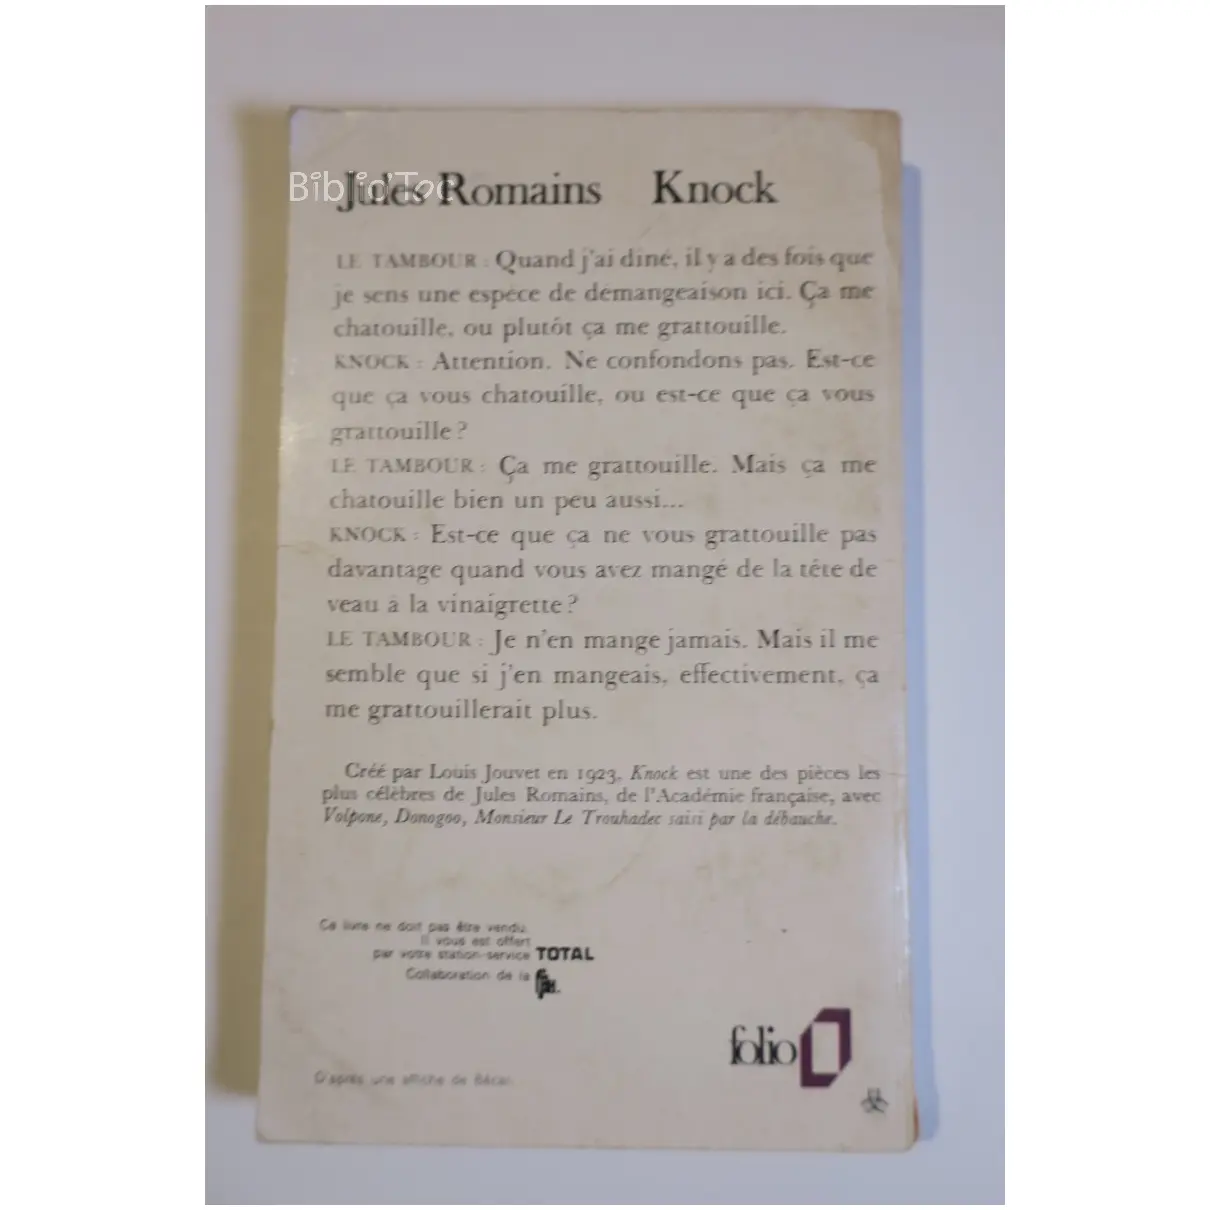 Biblio'Toc
Jules Romains Knock
LE TAMBOUR : Quand j'ai diné, il y a des fois que
je sens une espèce de démangeaison ici. Ça me
chatouille, ou plutôt ça me grattouille.
KNOCK : Attention. Ne confondons pas. Est-ce
que ça vous chatouille, ou est-ce que ça vous
grattouille ?
LE TAMBOUR : Ça me grattouille. Mais ça me
chatouille bien un peu aussi...
KNOCK : Est-ce que ça ne vous grattouille pas
davantage quand vous avez mangé de la tête de
veau à la vinaigrette ?
LE TAMBOUR : Je n'en mange jamais. Mais il me
semble que si j'en mangeais, effectivement, ça
me grattouillerait plus.
Créé par Louis Jouvet en 1923, Knock est une des pièces les
plus célèbres de Jules Romains, de l'Académie française, avec
Volpone, Donogoo, Monsieur Le Trouhadec saisi par la débauche.
Ce livre ne doit pas être vendu.
Il vous est offert
par votre station-service TOTAL
Collaboration de la
folio
D'après une affiche de Bécan.